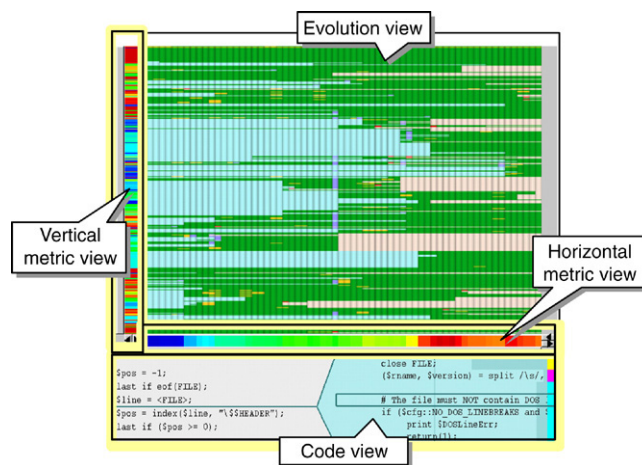 Evolution view
Vertical
metric view
Horizontal
metric view
$pos = -1;
last if eof(FILE);
$line = <FILE>;
$pos = index($line, "\$$HEADER");
last if ($pos >= 0);
close FILE;
($rname, $version) = split /\s/,
# The file must NOT contain DOS
if ($cfg::NO_DOS_LINEBREAKS and $
print $DOSLineErr;
return(1);
Code view